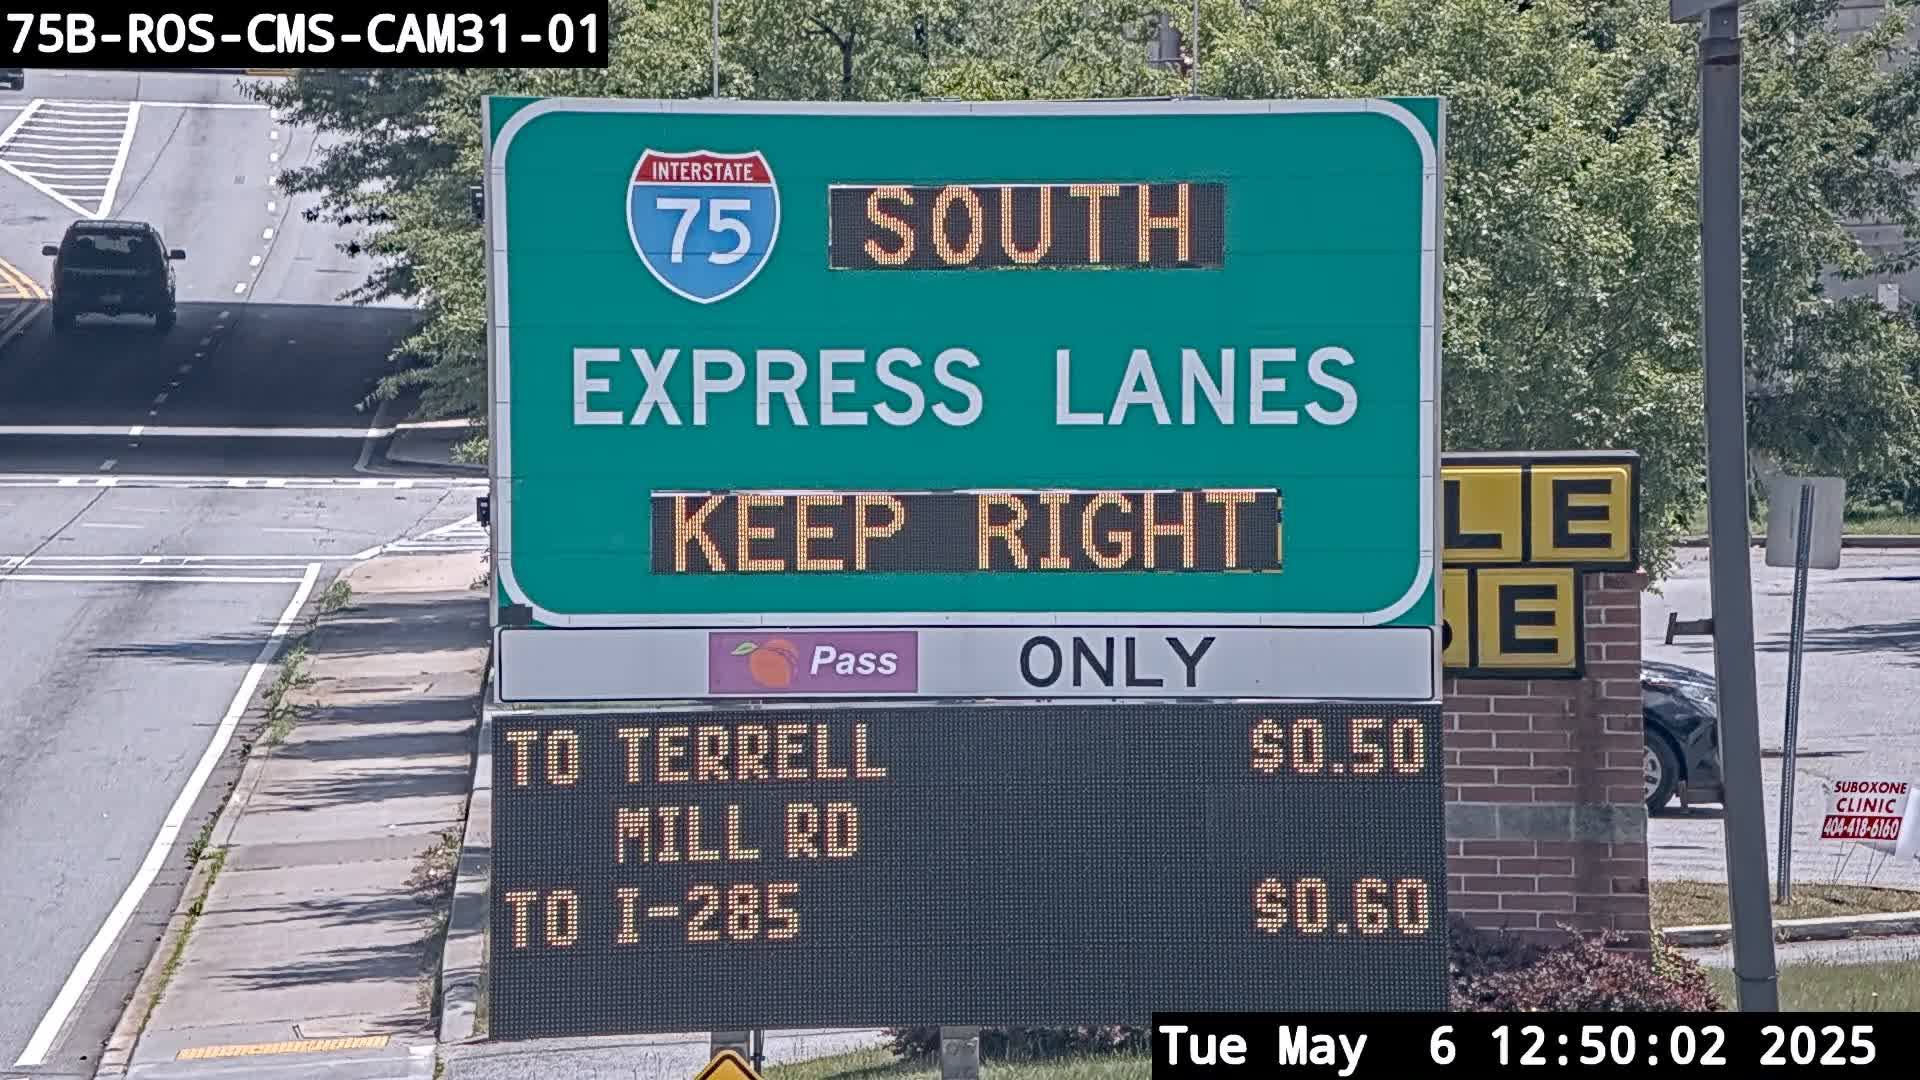 75B-ROS-CMS-CAM31-01
INTERSTATE
75
SOUTH
EXPRESS LANES
KEEP RIGHT
Pass ONLY
TO TERRELL $0.50
MILL RD
TO I-285 $0.60
LE
E
SUBOXONE
CLINIC
404-418-6160
Tue May 6 12:50:02 2025